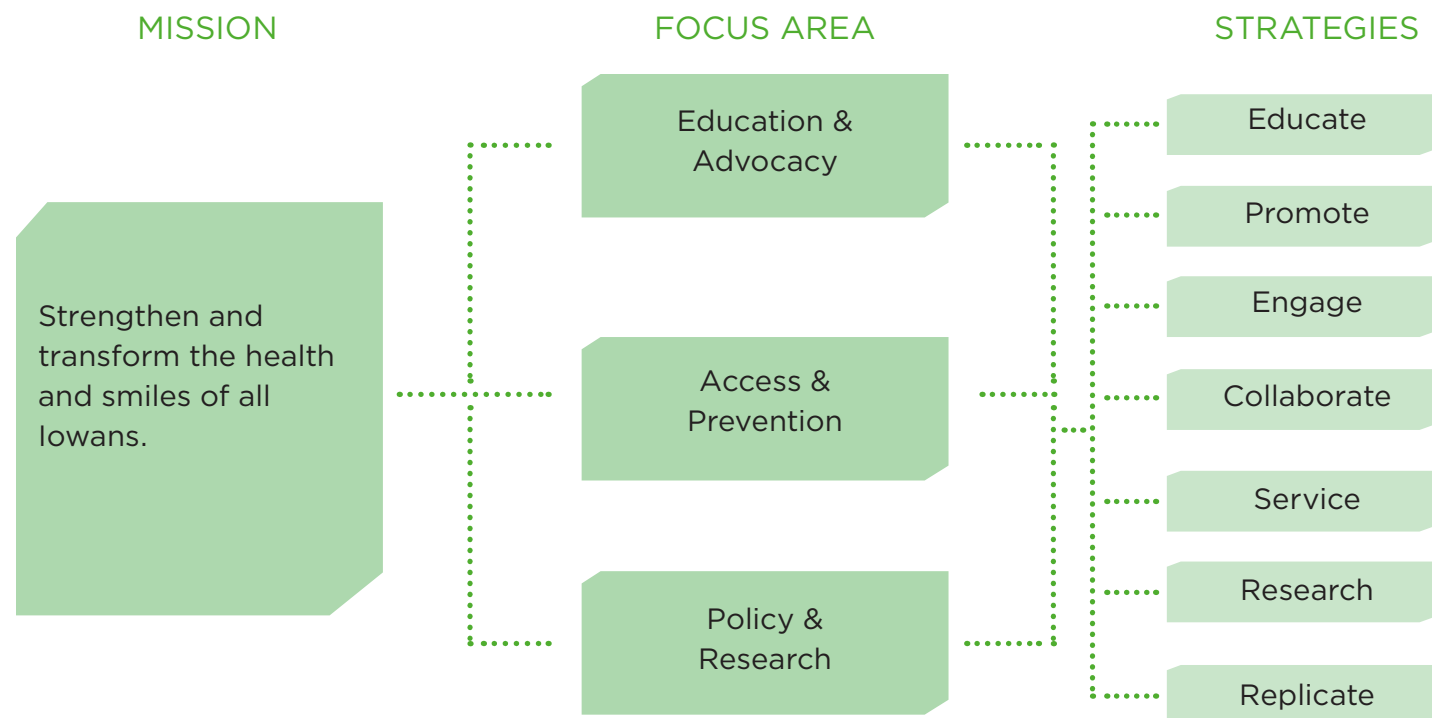 MISSION
FOCUS AREA
STRATEGIES
Strengthen and
transform the health
and smiles of all
Iowans.
Education &
Advocacy
Access &
Prevention
Policy &
Research
Educate
Promote
Engage
Collaborate
Service
Research
Replicate